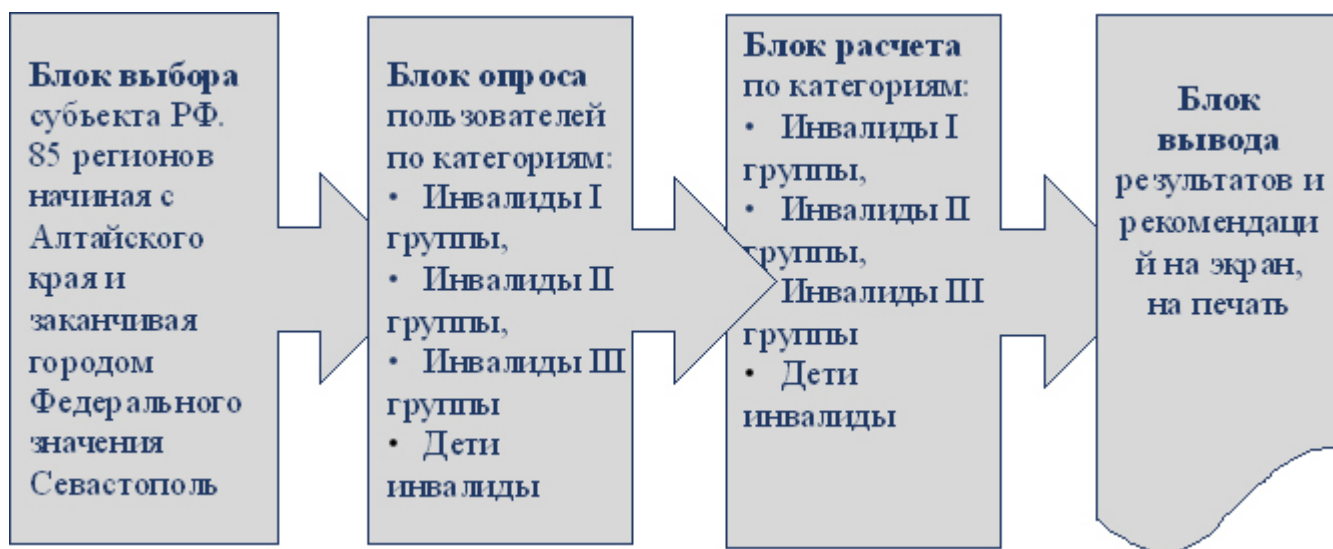 Блок выбора
субъекта РФ.
85 регионов
начиная с
Алтайского
края и
заканчивая
городом
Федерального
значения
Севастополь
Блок опроса
пользователей
по категориям:
• Инвалиды I
группы,
• Инвалиды II
группы,
• Инвалиды III
группы
• Дети
инвалиды
Блок расчета
по категориям:
• Инвалиды I
группы,
• Инвалиды II
группы,
Инвалиды III
группы
• Дети
инвалиды
Блок
вывода
результатов и
рекомендаци
й на экран,
на печать